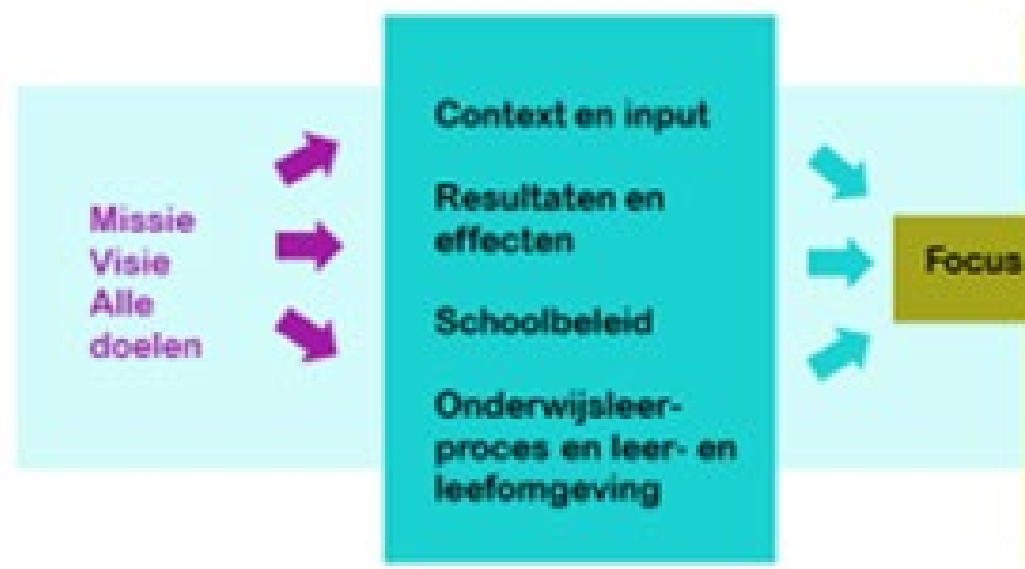 Missie
Visie
Alle
doelen
Context en input
Resultaten en
effecten
Schoolbeleid
Onderwijsleer-
proces en leer- en
leefomgeving
Focus